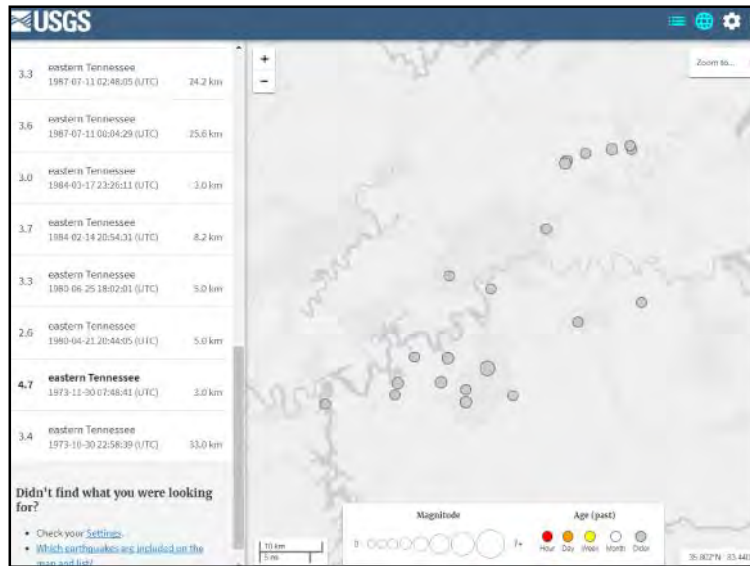 USGS
3.3
eastern Tennessee
1987-07-11 02:48:05 (UTC) 24.2 km
3.6
eastern Tennessee
1987-07-11 00:04:29 (UTC) 25.6 km
3.0
eastern Tennessee
1984-03-17 23:26:11 (UTC) 3.0 km
3.7
eastern Tennessee
1984-02-14 20:54:31 (UTC) 8.2 km
3.3
eastern Tennessee
1980-06-25 18:02:01 (UTC) 5.0 km
2.6
eastern Tennessee
1980-04-21 20:44:05 (UTC) 5.0 km
4.7
eastern Tennessee
1973-11-30 07:48:41 (UTC) 3.0 km
3.4
eastern Tennessee
1973-10-30 22:58:39 (UTC) 33.0 km
Didn't find what you were looking
for?
• Check your Settings.
• Which earthquakes are included on the
map and list?
+
−
Zoom to...
10 km
5 mi
Magnitude
0 7+
Age (past)
Hour Day Week Month Older
35.802°N